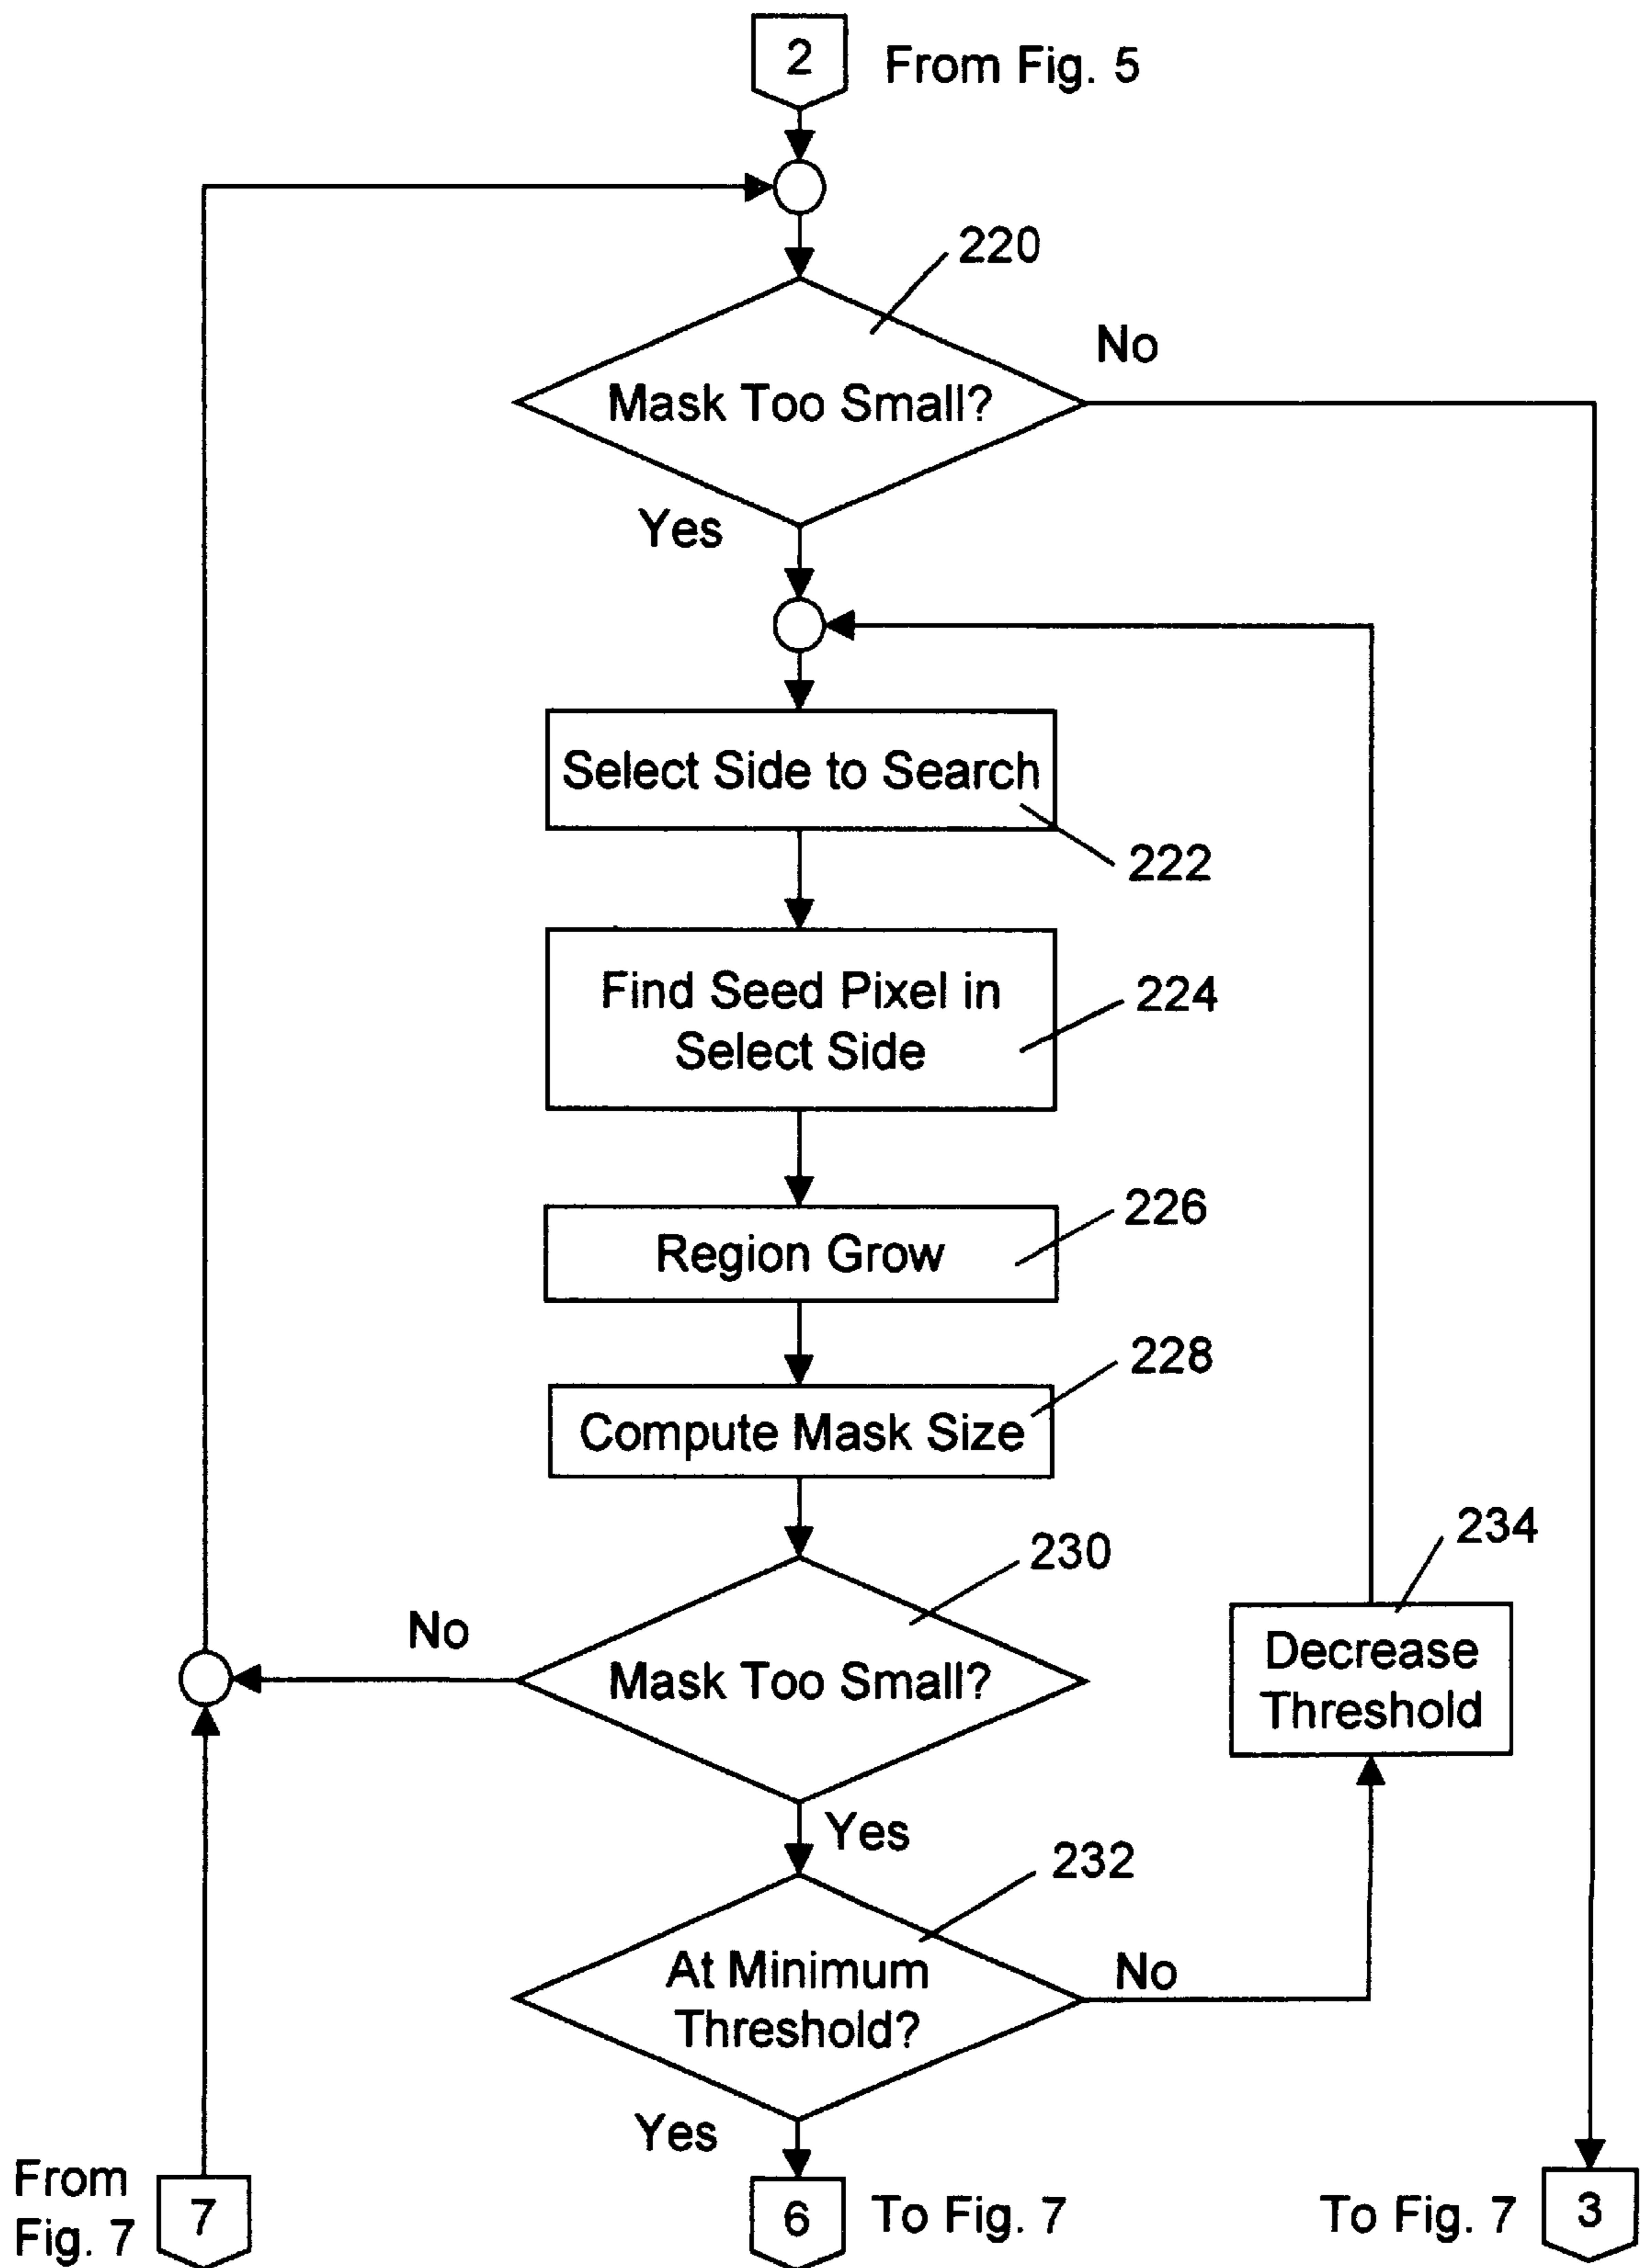 2
From Fig. 5
220
No
Mask Too Small?
Yes
Select Side to Search
222
Find Seed Pixel in
Select Side
224
226
Region Grow
228
Compute Mask Size
234
230
No
Decrease
Threshold
Mask Too Small?
Yes
232
At Minimum
Threshold?
No
Yes
From
Fig. 7
7
6
To Fig. 7
To Fig. 7
3